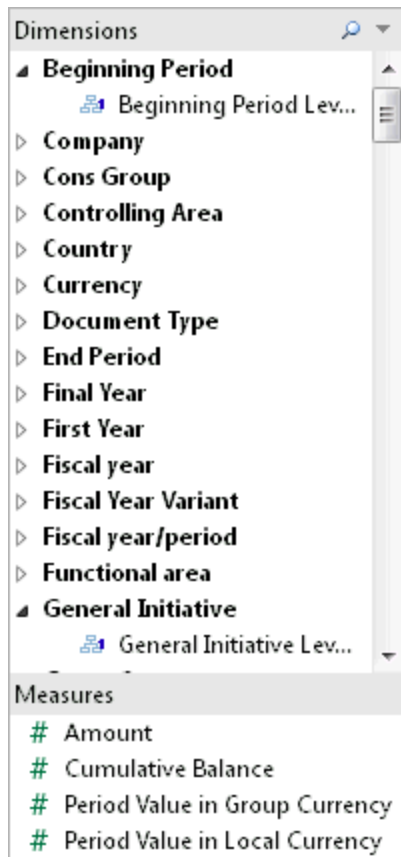 Dimensions
Beginning Period
Beginning Period Lev...
Company
Cons Group
Controlling Area
Country
Currency
Document Type
End Period
Final Year
First Year
Fiscal year
Fiscal Year Variant
Fiscal year/period
Functional area
General Initiative
General Initiative Lev...
Measures
# Amount
# Cumulative Balance
# Period Value in Group Currency
# Period Value in Local Currency